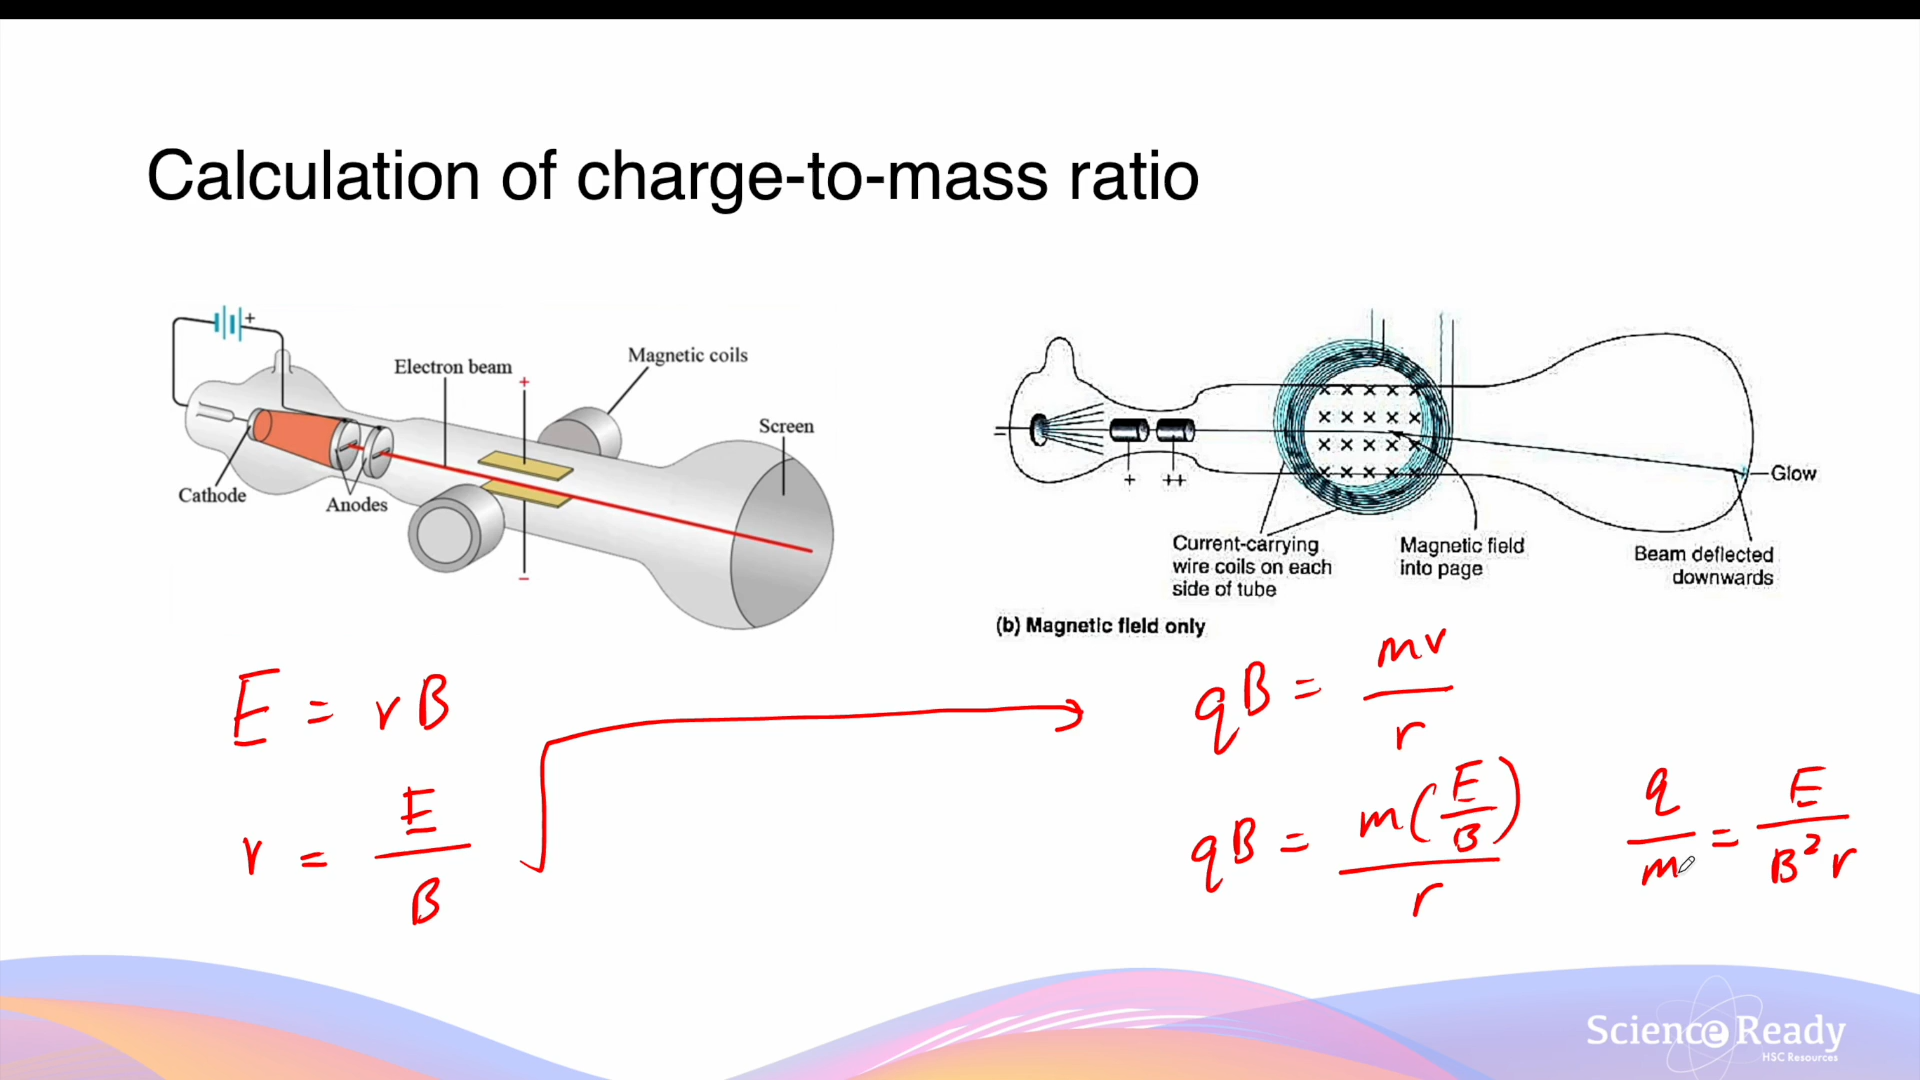 Calculation of charge-to-mass ratio
+
Electron beam
+
Magnetic coils
Screen
Cathode
Anodes
−
× × × × ×
× × × × ×
× × × × ×
× × × × ×
+ ++
Glow
Current-carrying
wire coils on each
side of tube
Magnetic field
into page
Beam deflected
downwards
(b) Magnetic field only
E = vB
v = E/B
qB = mv/r
qB = m(E/B)/r
q/m = E/B²r
Science Ready
HSC Resources